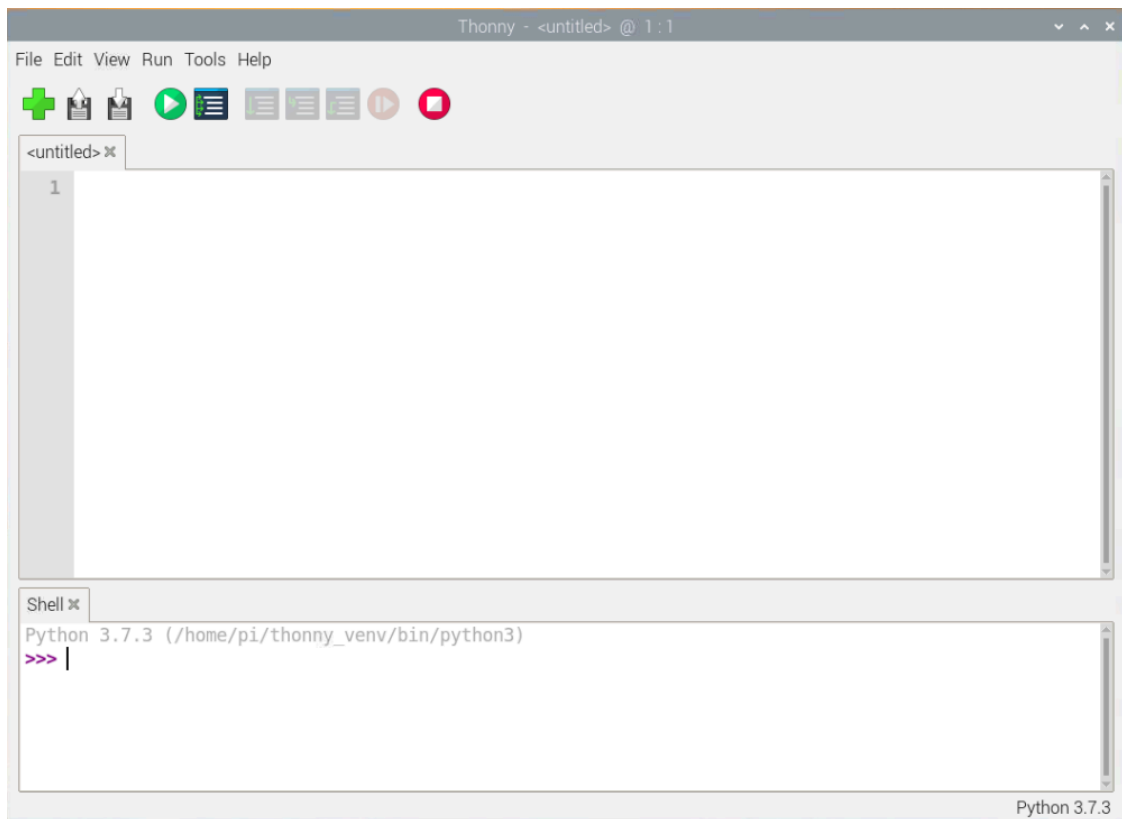 Thonny - <untitled> @ 1 : 1
File Edit View Run Tools Help
<untitled>
1
Shell
Python 3.7.3 (/home/pi/thonny_venv/bin/python3)
>>>
Python 3.7.3